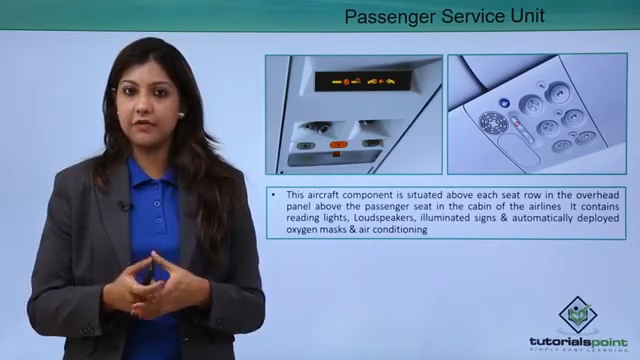 Passenger Service Unit
• This aircraft component is situated above each seat row in the overhead
panel above the passenger seat in the cabin of the airlines It contains
reading lights, Loudspeakers, illuminated signs & automatically deployed
oxygen masks & air conditioning
tutorialspoint
SIMPLY EASY LEARNING